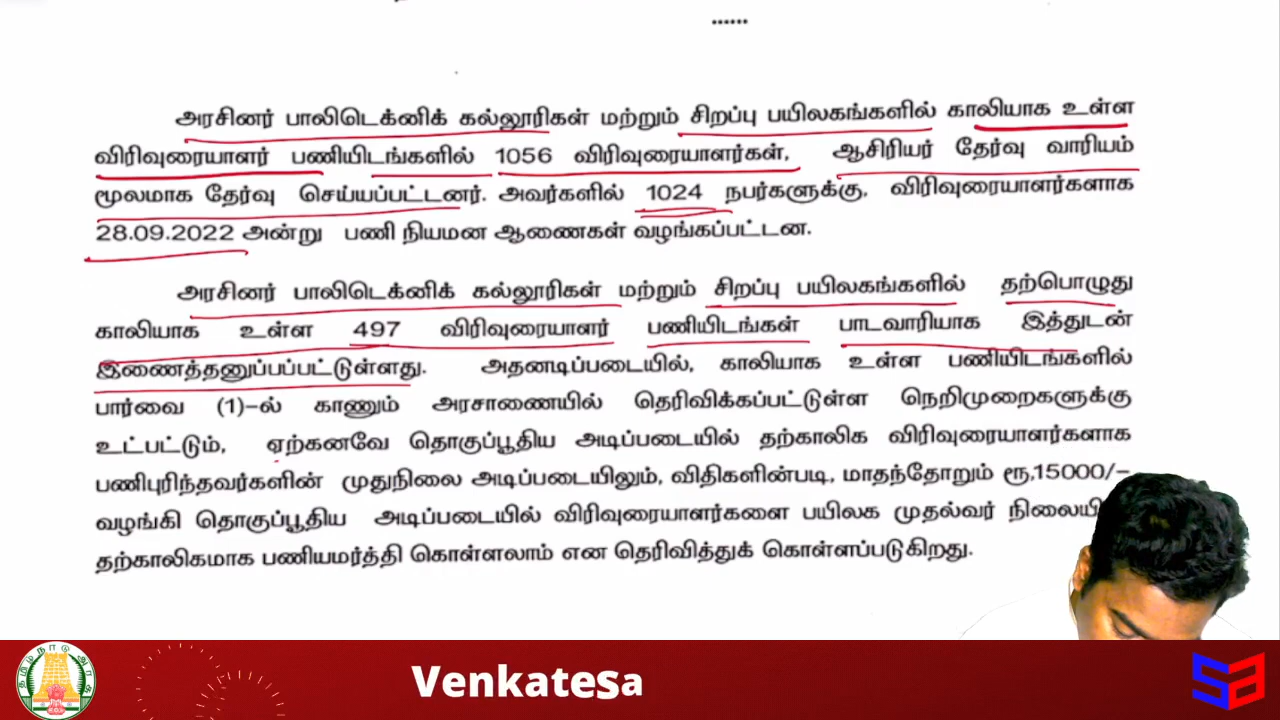 ......
அரசினர் பாலிடெக்னிக் கல்லூரிகள் மற்றும் சிறப்பு பயிலகங்களில் காலியாக உள்ள
விரிவுரையாளர் பணியிடங்களில் 1056 விரிவுரையாளர்கள், ஆசிரியர் தேர்வு வாரியம்
மூலமாக தேர்வு செய்யப்பட்டனர். அவர்களில் 1024 நபர்களுக்கு, விரிவுரையாளர்களாக
28.09.2022 அன்று பணி நியமன ஆணைகள் வழங்கப்பட்டன.
அரசினர் பாலிடெக்னிக் கல்லூரிகள் மற்றும் சிறப்பு பயிலகங்களில் தற்பொழுது
காலியாக உள்ள 497 விரிவுரையாளர் பணியிடங்கள் பாடவாரியாக இத்துடன்
இணைத்தனுப்பப்பட்டுள்ளது. அதனடிப்படையில், காலியாக உள்ள பணியிடங்களில்
பார்வை (1)-ல் காணும் அரசாணையில் தெரிவிக்கப்பட்டுள்ள நெறிமுறைகளுக்கு
உட்பட்டும், ஏற்கனவே தொகுப்பூதிய அடிப்படையில் தற்காலிக விரிவுரையாளர்களாக
பணிபுரிந்தவர்களின் முதுநிலை அடிப்படையிலும், விதிகளின்படி, மாதந்தோறும் ரூ.15000/-
வழங்கி தொகுப்பூதிய அடிப்படையில் விரிவுரையாளர்களை பயிலக முதல்வர்
தற்காலிகமாக பணியமர்த்தி கொள்ளலாம் என தெரிவித்துக் கொள்ளப்படுகிறது.
தமிழ்நாடு அரசு
Venkatesa
SA